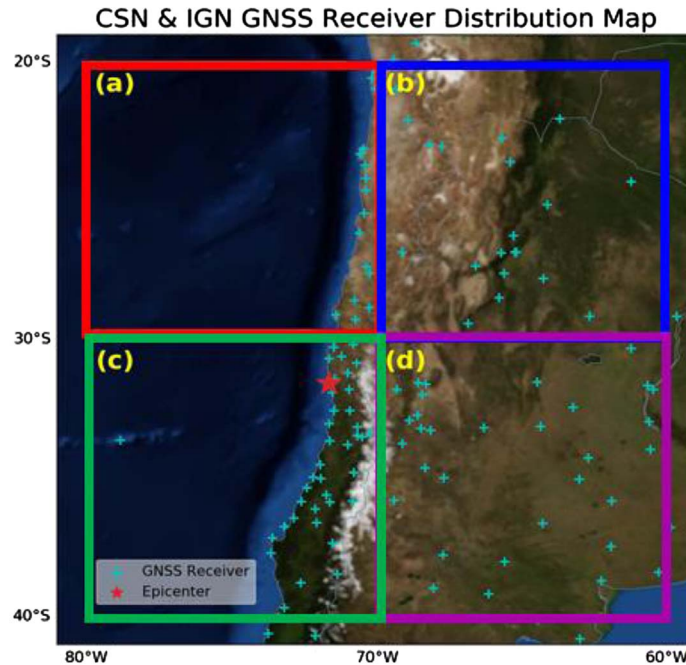 CSN & IGN GNSS Receiver Distribution Map
20°S
(a)
(b)
30°S
(c)
(d)
GNSS Receiver
Epicenter
40°S
80°W
70°W
60°W